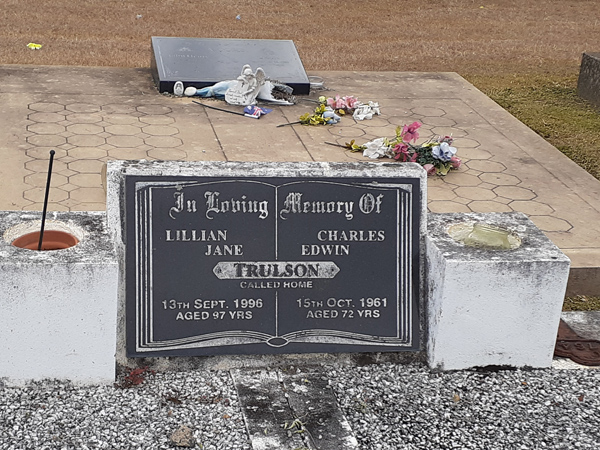 In Loving Memory Of
LILLIAN JANE
CHARLES EDWIN
TRULSON
CALLED HOME
13TH SEPT. 1996 15TH OCT. 1961
AGED 97 YRS AGED 72 YRS